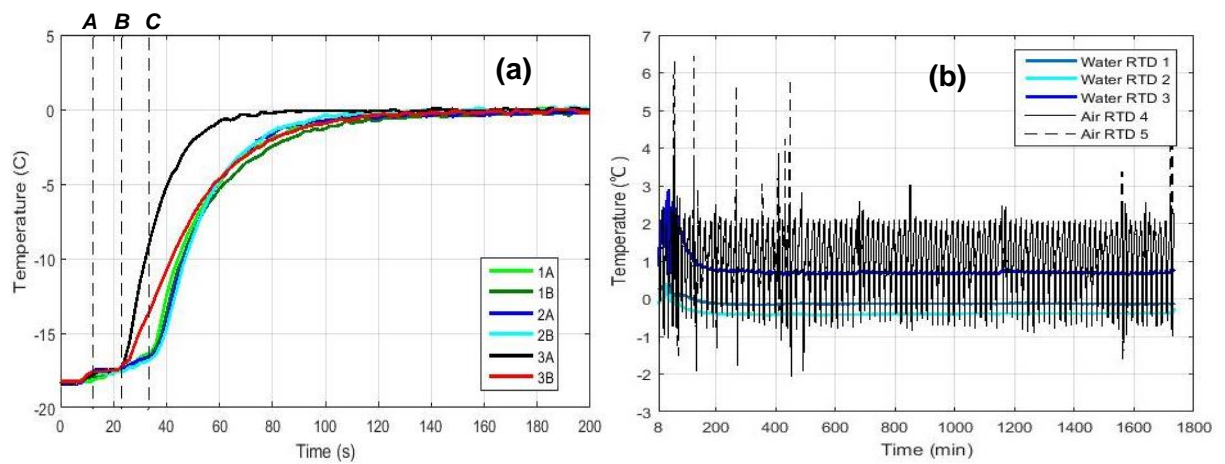 A B C
(a)
5
0
-5
-10
-15
-20
Temperature (C)
0 20 40 60 80 100 120 140 160 180 200
Time (s)
1A
1B
2A
2B
3A
3B
(b)
7
6
5
4
3
2
1
0
-1
-2
-3
Temperature (℃)
8 200 400 600 800 1000 1200 1400 1600 1800
Time (min)
Water RTD 1
Water RTD 2
Water RTD 3
Air RTD 4
Air RTD 5